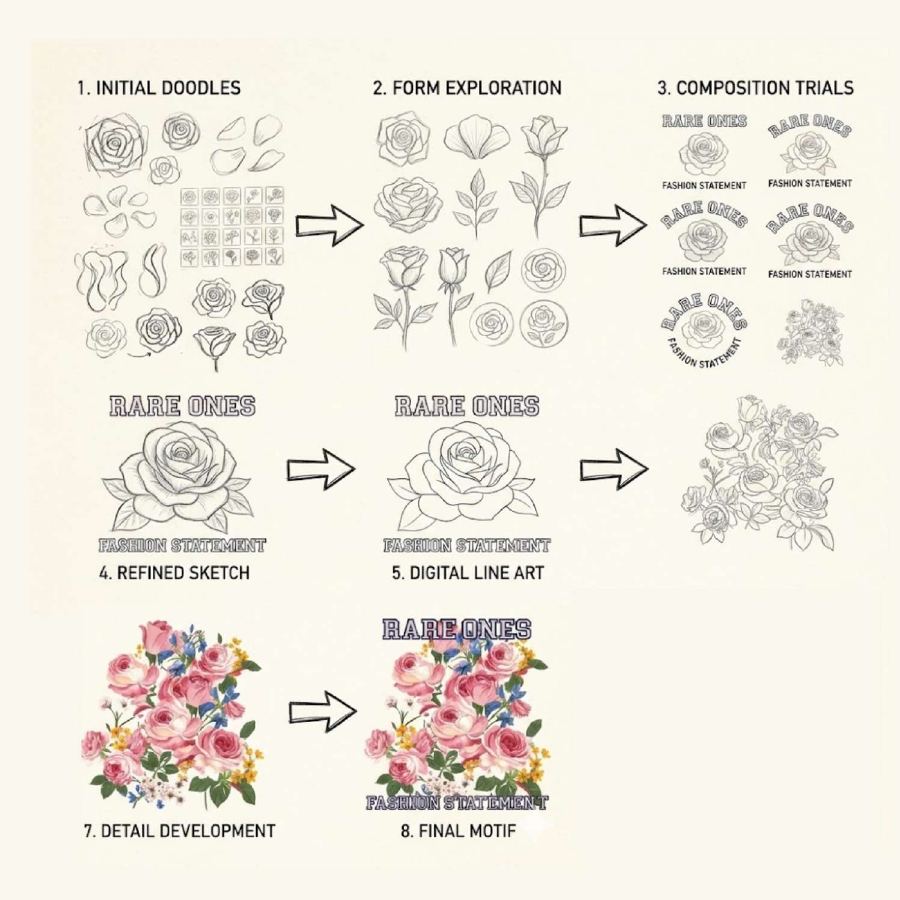 1. INITIAL DOODLES
2. FORM EXPLORATION
3. COMPOSITION TRIALS
RARE ONES
FASHION STATEMENT
RARE ONES
FASHION STATEMENT
RARE ONES
FASHION STATEMENT
RARE ONES
FASHION STATEMENT
RARE ONES
FASHION STATEMENT
RARE ONES
FASHION STATEMENT
4. REFINED SKETCH
RARE ONES
FASHION STATEMENT
5. DIGITAL LINE ART
7. DETAIL DEVELOPMENT
RARE ONES
FASHION STATEMENT
8. FINAL MOTIF